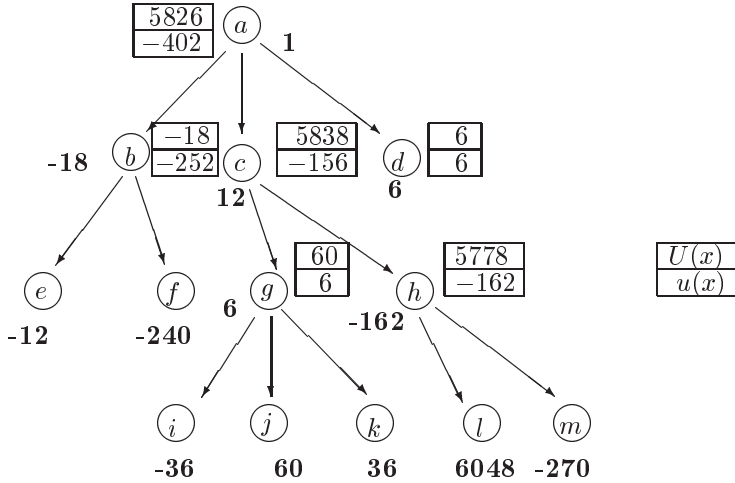 5826 a
−402 1
-18 b −18 c 5838 d 6
−252 −156 6
12 6
60 5778 U(x)
e f g 6 h −162 u(x)
6 -162
-12 -240
i j k l m
-36 60 36 6048 -270